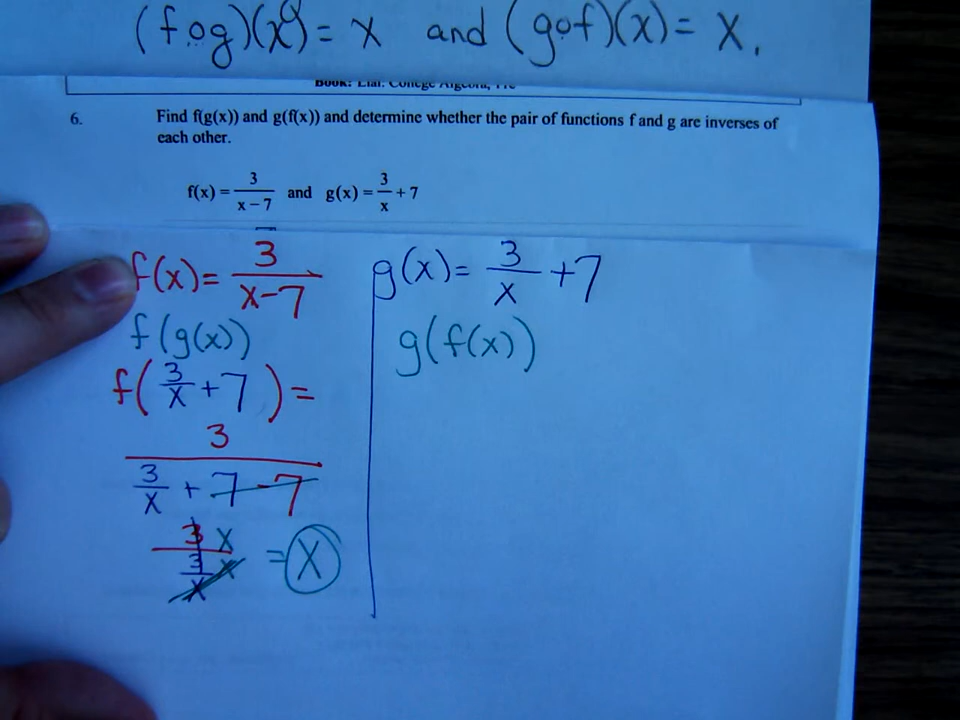 (f∘g)(x) = x and (g∘f)(x) = x.
6. Find f(g(x)) and g(f(x)) and determine whether the pair of functions f and g are inverses of
each other.
f(x) = 3/(x − 7) and g(x) = 3/x + 7
f(x) = 3/(x-7)
f(g(x))
f(3/x + 7) =
3/(3/x + 7 - 7)
3x/(3/x x) = x
g(x) = 3/x + 7
g(f(x))